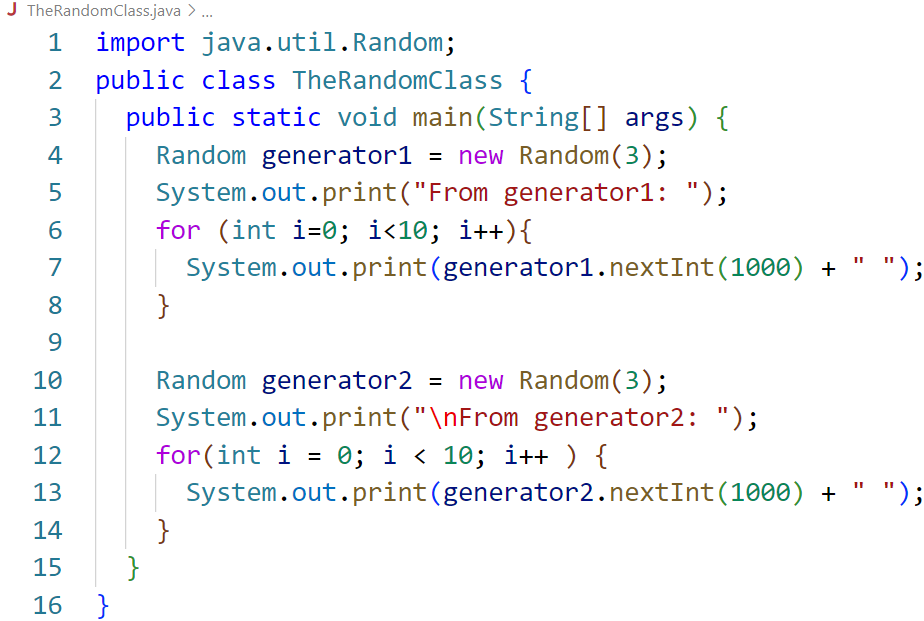 J TheRandomClass.java > ...
1 import java.util.Random;
2 public class TheRandomClass {
3   public static void main(String[] args) {
4     Random generator1 = new Random(3);
5     System.out.print("From generator1: ");
6     for (int i=0; i<10; i++){
7       System.out.print(generator1.nextInt(1000) + " ");
8     }
9
10     Random generator2 = new Random(3);
11     System.out.print("\nFrom generator2: ");
12     for(int i = 0; i < 10; i++ ) {
13       System.out.print(generator2.nextInt(1000) + " ");
14     }
15   }
16 }